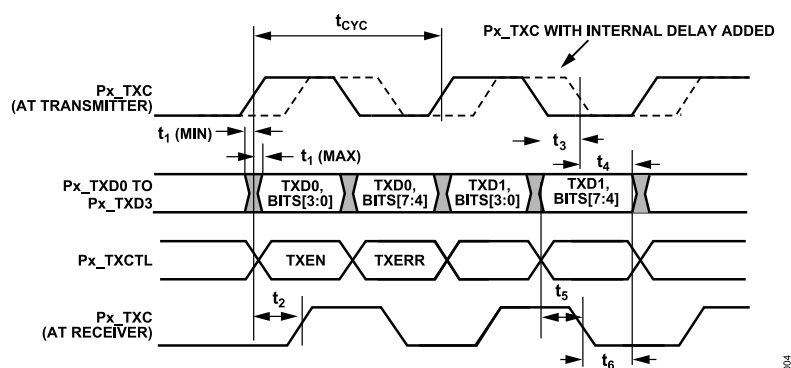 tCYC
Px_TXC WITH INTERNAL DELAY ADDED
Px_TXC
(AT TRANSMITTER)
t1 (MIN)
t1 (MAX)
t3
t4
Px_TXD0 TO
Px_TXD3
TXD0,
BITS[3:0]
TXD0,
BITS[7:4]
TXD1,
BITS[3:0]
TXD1,
BITS[7:4]
Px_TXCTL
TXEN
TXERR
t2
t5
Px_TXC
(AT RECEIVER)
t6
004